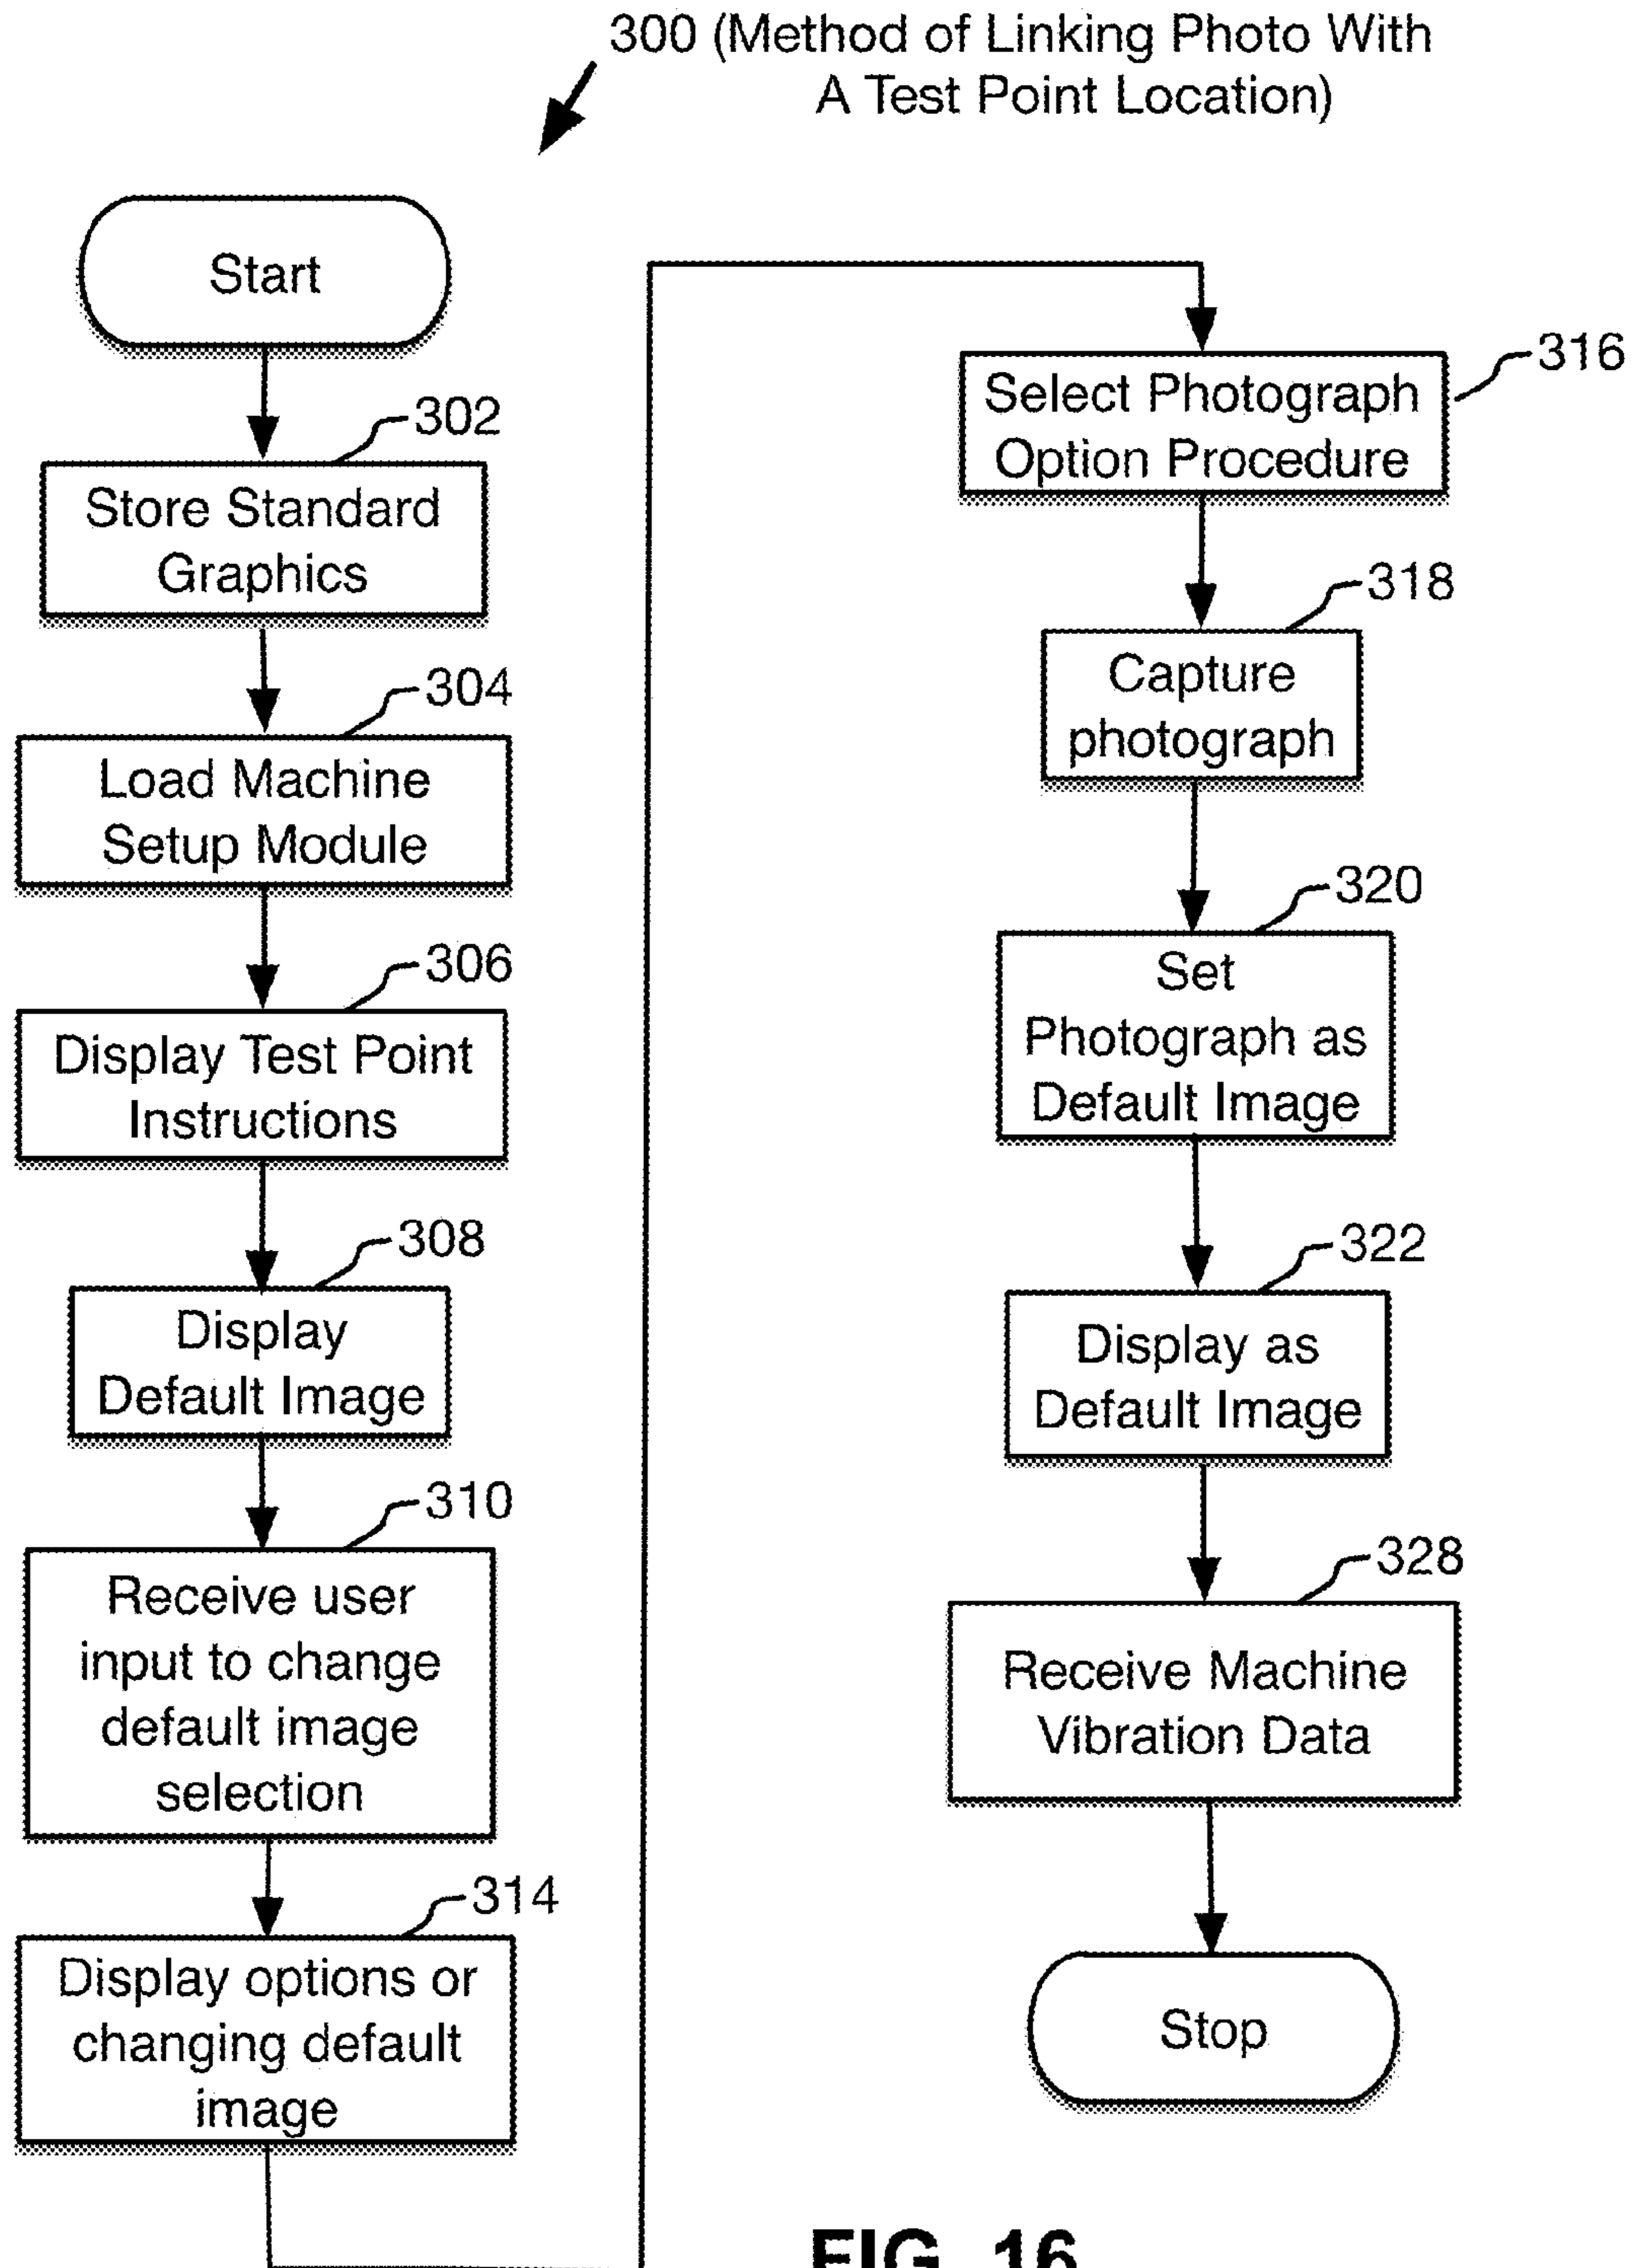 300 (Method of Linking Photo With
A Test Point Location)
Start
302
Store Standard
Graphics
304
Load Machine
Setup Module
306
Display Test Point
Instructions
308
Display
Default Image
310
Receive user
input to change
default image
selection
314
Display options or
changing default
image
316
Select Photograph
Option Procedure
318
Capture
photograph
320
Set
Photograph as
Default Image
322
Display as
Default Image
328
Receive Machine
Vibration Data
Stop
FIG. 16